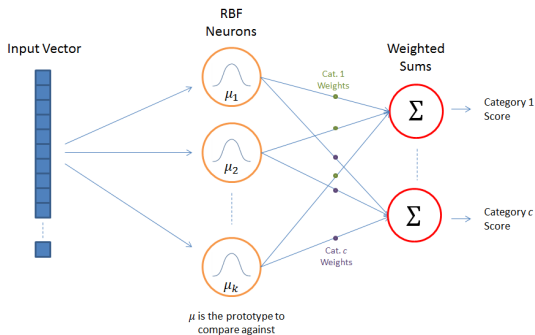 RBF
Neurons
Input Vector
Weighted
Sums
Cat. 1
Weights
μ1
Σ
Category 1
Score
μ2
Σ
Category c
Score
Cat. c
Weights
μk
μ is the prototype to
compare against